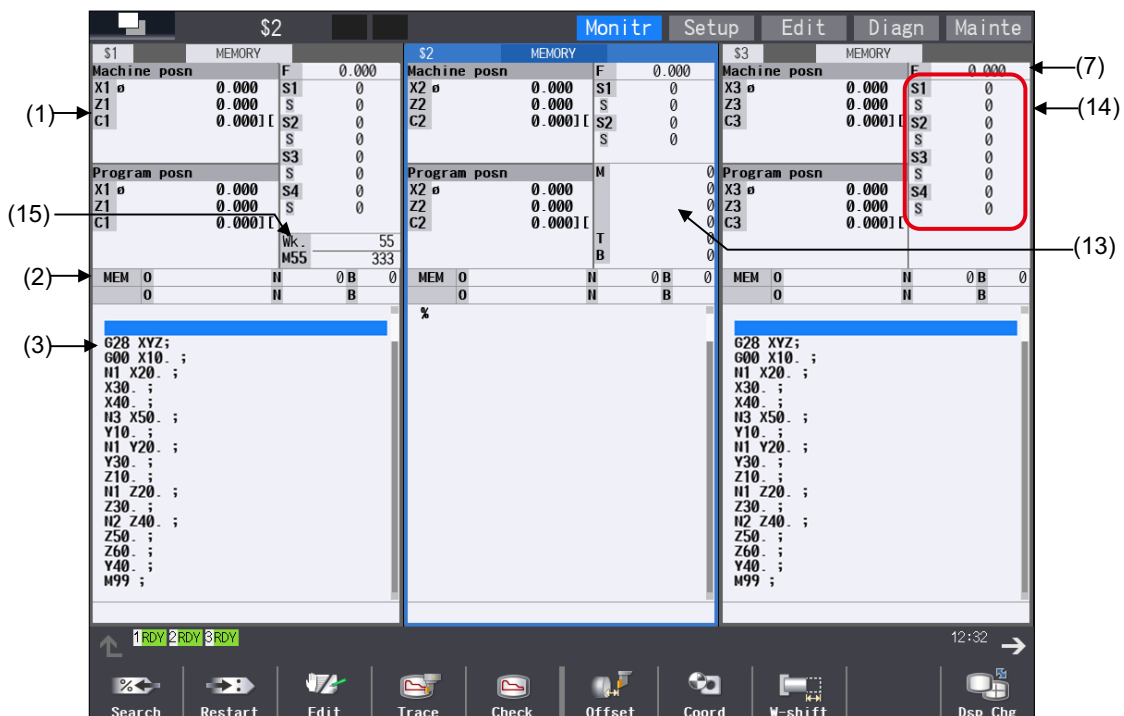 $2 Monitr Setup Edit Diagn Mainte
$1 MEMORY
Machine posn F 0.000
X1 ø 0.000 S1 0
Z1 0.000 S 0
C1 0.000][ S2 0
S 0
S3 0
Program posn S 0
X1 ø 0.000 S4 0
Z1 0.000 S 0
C1 0.000][
Wk. 55
M55 333
MEM O N 0 B 0
O N B
G28 XYZ;
G00 X10. ;
N1 X20. ;
X30. ;
X40. ;
N3 X50. ;
Y10. ;
N1 Y20. ;
Y30. ;
Z10. ;
N1 Z20. ;
Z30. ;
N2 Z40. ;
Z50. ;
Z60. ;
Y40. ;
M99 ;
$2 MEMORY
Machine posn F 0.000
X2 ø 0.000 S1 0
Z2 0.000 S 0
C2 0.000][ S2 0
S 0
Program posn M 0
X2 ø 0.000 0
Z2 0.000 0
C2 0.000][ 0
T 0
B 0
MEM O N 0 B 0
O N B
%
$3 MEMORY
Machine posn F 0.000
X3 ø 0.000 S1 0
Z3 0.000 S 0
C3 0.000][ S2 0
S 0
S3 0
Program posn S 0
X3 ø 0.000 S4 0
Z3 0.000 S 0
C3 0.000][
MEM O N 0 B 0
O N B
G28 XYZ;
G00 X10. ;
N1 X20. ;
X30. ;
X40. ;
N3 X50. ;
Y10. ;
N1 Y20. ;
Y30. ;
Z10. ;
N1 Z20. ;
Z30. ;
N2 Z40. ;
Z50. ;
Z60. ;
Y40. ;
M99 ;
1 RDY 2 RDY 3 RDY 12:32
Search Restart Edit Trace Check Offset Coord W-shift Dsp Chg
(1)
(15)
(2)
(3)
(7)
(14)
(13)